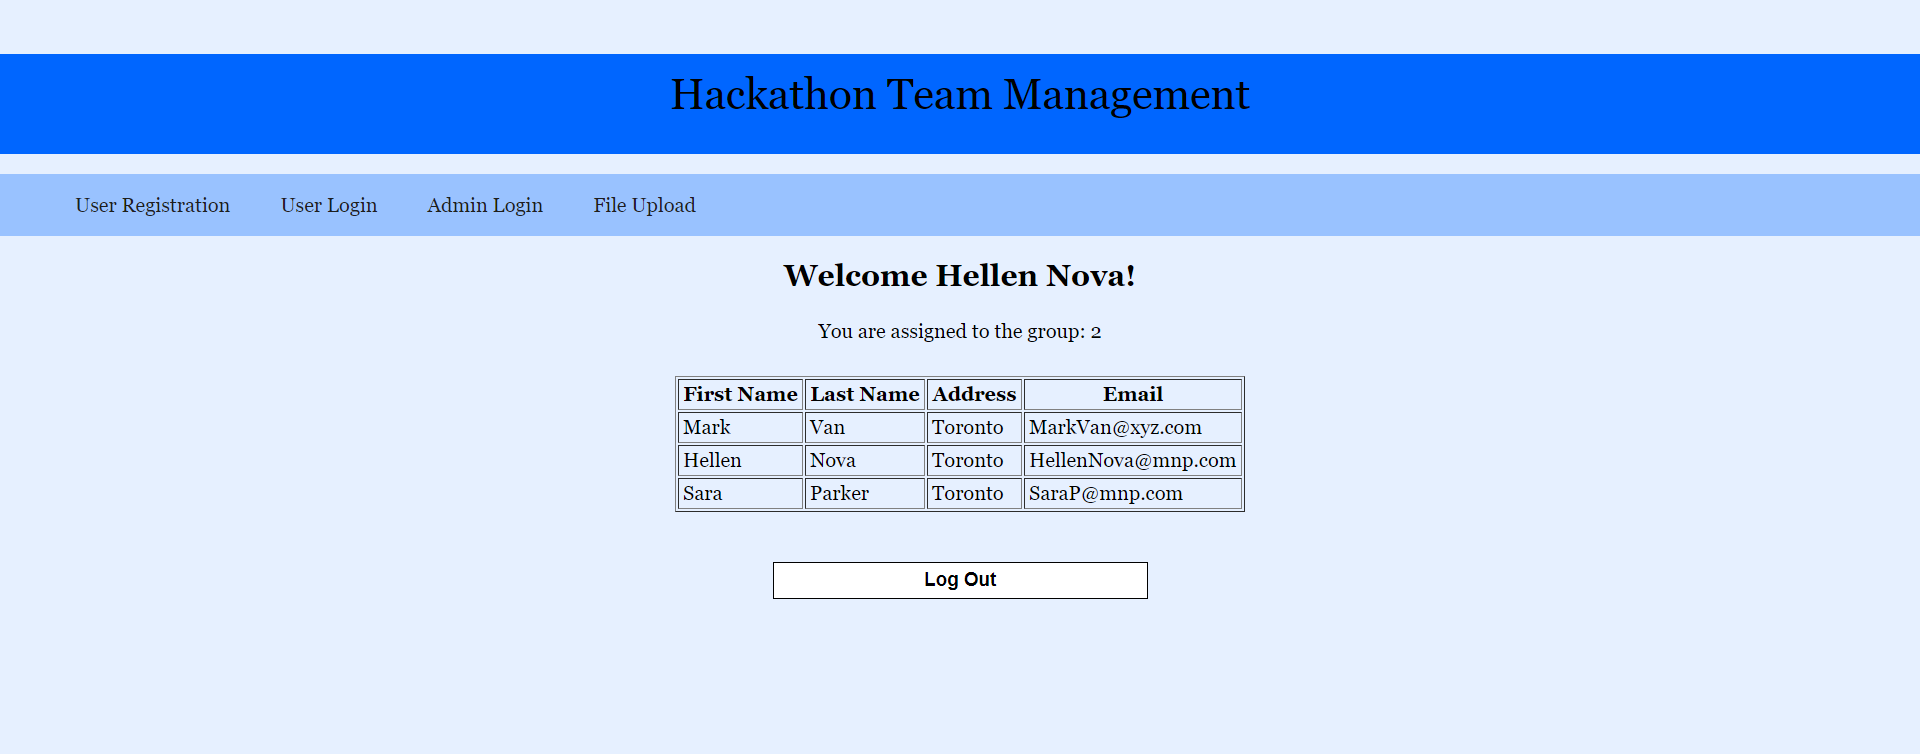 Hackathon Team Management
User Registration User Login Admin Login File Upload
Welcome Hellen Nova!
You are assigned to the group: 2
First Name Last Name Address Email
Mark Van Toronto MarkVan@xyz.com
Hellen Nova Toronto HellenNova@mnp.com
Sara Parker Toronto SaraP@mnp.com
Log Out